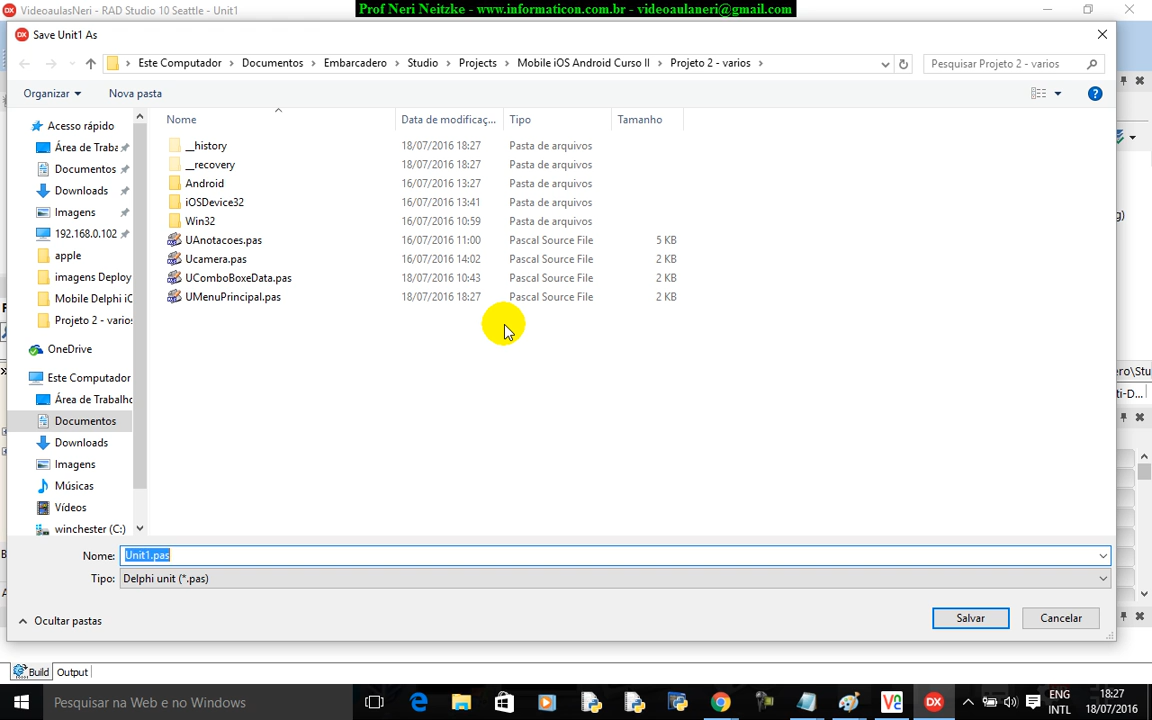 VideoaulasNeri - RAD Studio 10 Seattle - Unit1
Prof Neri Neitzke - www.informaticon.com.br - videoaulaneri@gmail.com
Save Unit1 As
Este Computador > Documentos > Embarcadero > Studio > Projects > Mobile iOS Android Curso II > Projeto 2 - varios >
Pesquisar Projeto 2 - varios
Organizar
Nova pasta
Nome
Data de modificaç...
Tipo
Tamanho
Acesso rápido
Área de Traba
Documentos
Downloads
Imagens
192.168.0.102
apple
imagens Deploy
Mobile Delphi iC
Projeto 2 - varios
OneDrive
Este Computador
Área de Trabalho
Documentos
Downloads
Imagens
Músicas
Vídeos
winchester (C:)
__history 18/07/2016 18:27 Pasta de arquivos
__recovery 18/07/2016 18:27 Pasta de arquivos
Android 16/07/2016 13:27 Pasta de arquivos
iOSDevice32 16/07/2016 13:41 Pasta de arquivos
Win32 16/07/2016 10:59 Pasta de arquivos
UAnotacoes.pas 16/07/2016 11:00 Pascal Source File 5 KB
Ucamera.pas 16/07/2016 14:02 Pascal Source File 2 KB
UComboBoxeData.pas 18/07/2016 10:43 Pascal Source File 2 KB
UMenuPrincipal.pas 18/07/2016 18:27 Pascal Source File 2 KB
Nome: Unit1.pas
Tipo: Delphi unit (*.pas)
Ocultar pastas
Salvar
Cancelar
ero\Stu
ti-D...
Build
Output
Pesquisar na Web e no Windows
ENG
INTL
18:27
18/07/2016